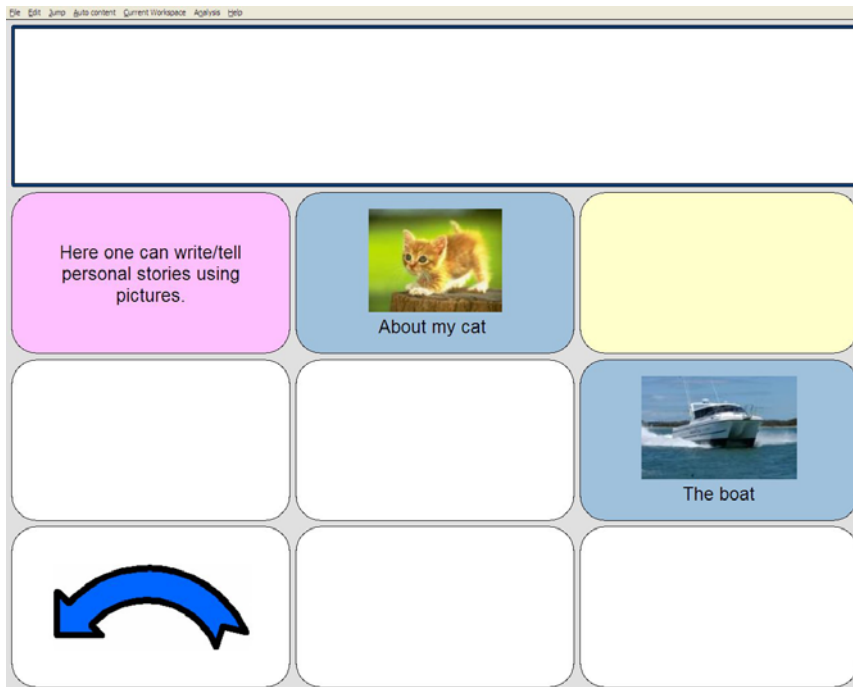 File Edit Jump Auto content Current Workspace Analysis Help
Here one can write/tell
personal stories using
pictures.
About my cat
The boat